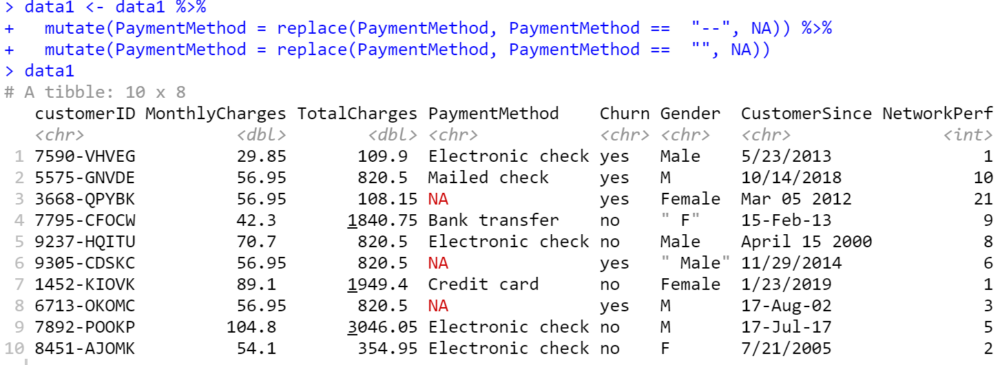 > data1 <- data1 %>%
+   mutate(PaymentMethod = replace(PaymentMethod, PaymentMethod ==  "--", NA)) %>%
+   mutate(PaymentMethod = replace(PaymentMethod, PaymentMethod ==  "", NA))
> data1
# A tibble: 10 x 8
   customerID MonthlyCharges TotalCharges PaymentMethod    Churn Gender  CustomerSince NetworkPerf
   <chr>               <dbl>        <dbl> <chr>            <chr> <chr>   <chr>               <int>
 1 7590-VHVEG          29.85       109.9  Electronic check yes   Male    5/23/2013               1
 2 5575-GNVDE          56.95       820.5  Mailed check     yes   M       10/14/2018             10
 3 3668-QPYBK          56.95       108.15 NA               yes   Female  Mar 05 2012            21
 4 7795-CFOCW          42.3       1840.75 Bank transfer    no    " F"    15-Feb-13               9
 5 9237-HQITU          70.7        820.5  Electronic check no    Male    April 15 2000           8
 6 9305-CDSKC          56.95       820.5  NA               yes   " Male" 11/29/2014              6
 7 1452-KIOVK          89.1       1949.4  Credit card      no    Female  1/23/2019               1
 8 6713-OKOMC          56.95       820.5  NA               yes   M       17-Aug-02               3
 9 7892-POOKP         104.8       3046.05 Electronic check no    M       17-Jul-17               5
10 8451-AJOMK          54.1        354.95 Electronic check no    F       7/21/2005               2